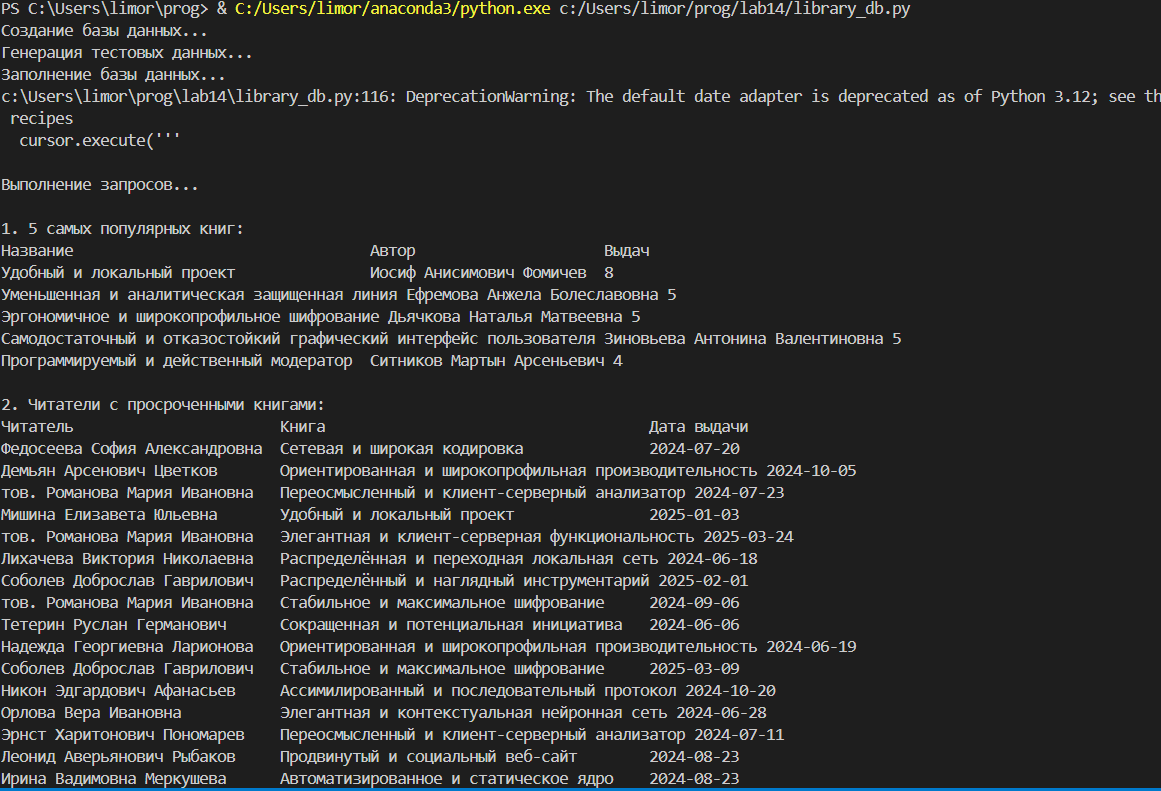 PS C:\Users\limor\prog> & C:/Users/limor/anaconda3/python.exe c:/Users/limor/prog/lab14/library_db.py
Создание базы данных...
Генерация тестовых данных...
Заполнение базы данных...
c:\Users\limor\prog\lab14\library_db.py:116: DeprecationWarning: The default date adapter is deprecated as of Python 3.12; see th
recipes
cursor.execute('''
Выполнение запросов...
1. 5 самых популярных книг:
Название Автор Выдач
Удобный и локальный проект Иосиф Анисимович Фомичев 8
Уменьшенная и аналитическая защищенная линия Ефремова Анжела Болеславовна 5
Эргономичное и широкопрофильное шифрование Дьячкова Наталья Матвеевна 5
Самодостаточный и отказостойкий графический интерфейс пользователя Зиновьева Антонина Валентиновна 5
Программируемый и действенный модератор Ситников Мартын Арсеньевич 4
2. Читатели с просроченными книгами:
Читатель Книга Дата выдачи
Федосеева София Александровна Сетевая и широкая кодировка 2024-07-20
Демьян Арсенович Цветков Ориентированная и широкопрофильная производительность 2024-10-05
тов. Романова Мария Ивановна Переосмысленный и клиент-серверный анализатор 2024-07-23
Мишина Елизавета Юльевна Удобный и локальный проект 2025-01-03
тов. Романова Мария Ивановна Элегантная и клиент-серверная функциональность 2025-03-24
Лихачева Виктория Николаевна Распределённая и переходная локальная сеть 2024-06-18
Соболев Доброслав Гаврилович Распределённый и наглядный инструментарий 2025-02-01
тов. Романова Мария Ивановна Стабильное и максимальное шифрование 2024-09-06
Тетерин Руслан Германович Сокращенная и потенциальная инициатива 2024-06-06
Надежда Георгиевна Ларионова Ориентированная и широкопрофильная производительность 2024-06-19
Соболев Доброслав Гаврилович Стабильное и максимальное шифрование 2025-03-09
Никон Эдгардович Афанасьев Ассимилированный и последовательный протокол 2024-10-20
Орлова Вера Ивановна Элегантная и контекстуальная нейронная сеть 2024-06-28
Эрнст Харитонович Пономарев Переосмысленный и клиент-серверный анализатор 2024-07-11
Леонид Аверьянович Рыбаков Продвинутый и социальный веб-сайт 2024-08-23
Ирина Вадимовна Меркушева Автоматизированное и статическое ядро 2024-08-23